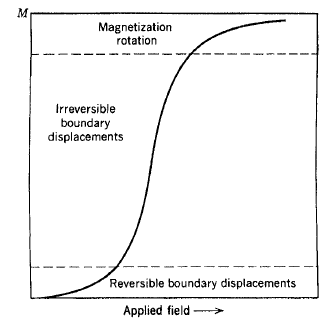 M
Magnetization
rotation
Irreversible
boundary
displacements
Reversible boundary displacements
Applied field ⟶